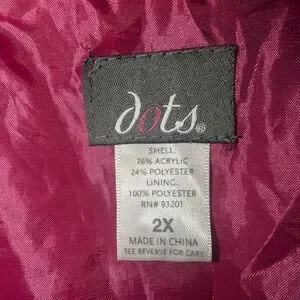 dots®
SHELL:
76% ACRYLIC
24% POLYESTER
LINING:
100% POLYESTER
RN# 93201
2X
MADE IN CHINA
SEE REVERSE FOR CARE